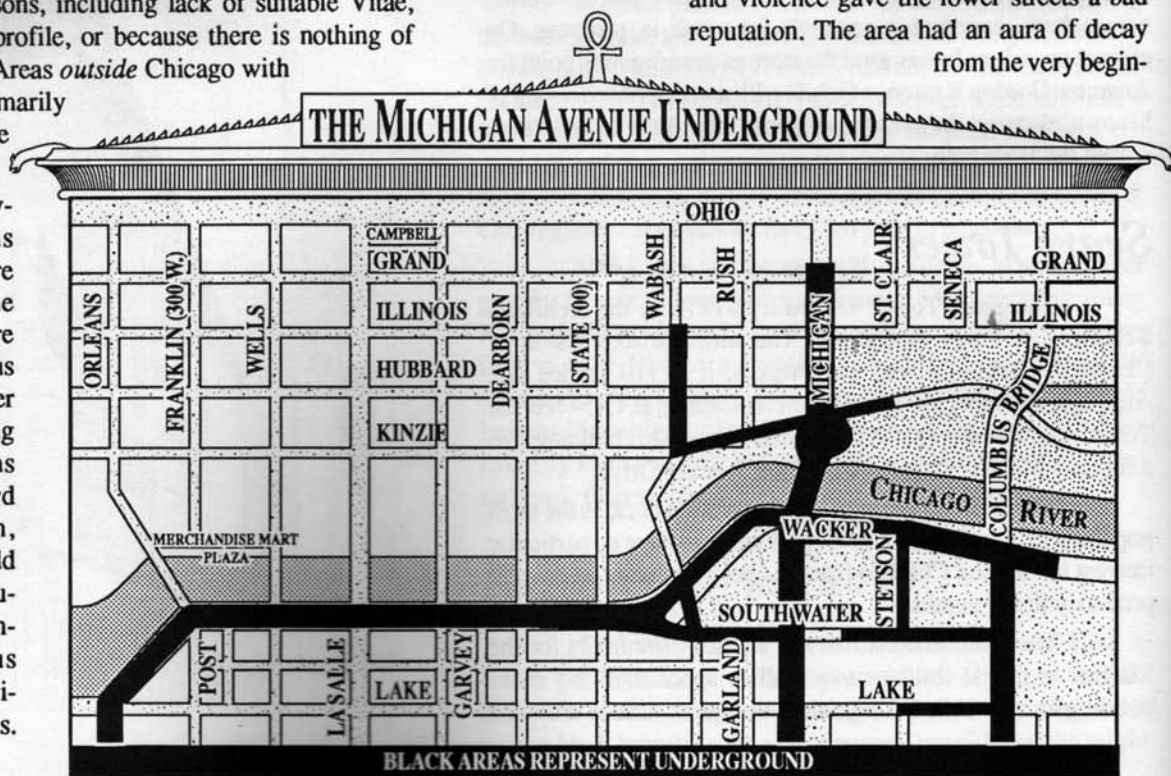 sons, including lack of suitable Vitae,
profile, or because there is nothing of
Areas outside Chicago with
marily
and violence gave the lower streets a bad
reputation. The area had an aura of decay
from the very begin-
THE MICHIGAN AVENUE UNDERGROUND
OHIO
CAMPBELL
GRAND
GRAND
ORLEANS
FRANKLIN (300 W.)
WELLS
ILLINOIS
DEARBORN
STATE (00)
WABASH
RUSH
MICHIGAN
ST CLAIR
SENECA
ILLINOIS
HUBBARD
KINZIE
COLUMBUS BRIDGE
CHICAGO RIVER
MERCHANDISE MART
PLAZA
WACKER
STETSON
SOUTH WATER
POST
LASALLE
LAKE
GARVEY
GARLAND
LAKE
BLACK AREAS REPRESENT UNDERGROUND